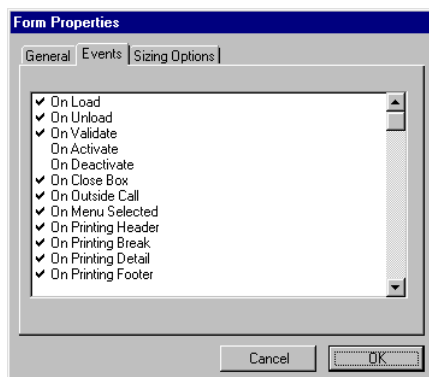 Form Properties
General Events Sizing Options
On Load
On Unload
On Validate
On Activate
On Deactivate
On Close Box
On Outside Call
On Menu Selected
On Printing Header
On Printing Break
On Printing Detail
On Printing Footer
Cancel OK